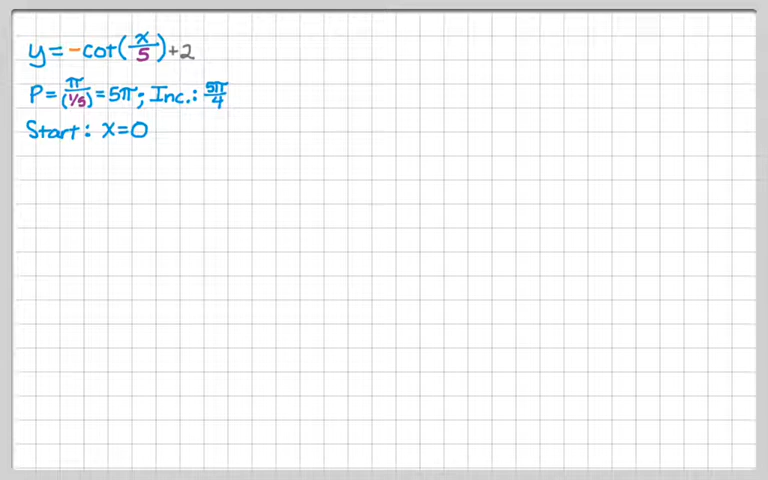 y = -cot(x/5) + 2
P = π/(1/5) = 5π; Inc.: 5π/4
Start: x = 0